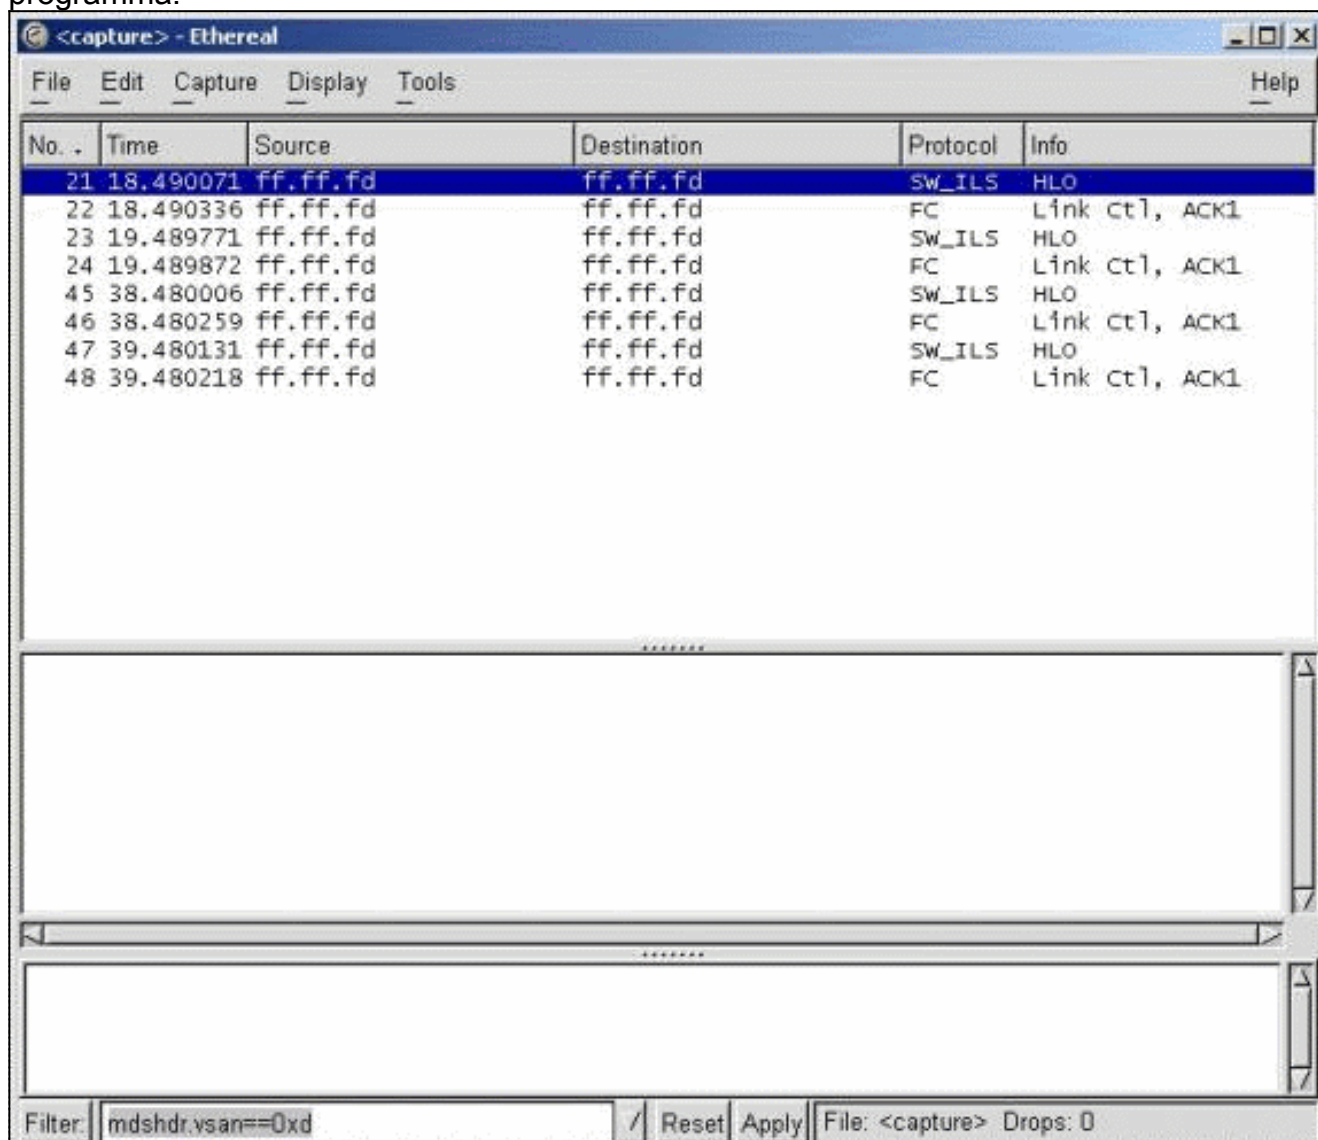 programma.
<capture> - Ethereal
File Edit Capture Display Tools Help
No. . Time Source Destination Protocol Info
21 18.490071 ff.ff.fd ff.ff.fd SW_ILS HLO
22 18.490336 ff.ff.fd ff.ff.fd FC Link Ctl, ACK1
23 19.489771 ff.ff.fd ff.ff.fd SW_ILS HLO
24 19.489872 ff.ff.fd ff.ff.fd FC Link Ctl, ACK1
45 38.480006 ff.ff.fd ff.ff.fd SW_ILS HLO
46 38.480259 ff.ff.fd ff.ff.fd FC Link Ctl, ACK1
47 39.480131 ff.ff.fd ff.ff.fd SW_ILS HLO
48 39.480218 ff.ff.fd ff.ff.fd FC Link Ctl, ACK1
Filter: mdshdr.vsan==0xd / Reset Apply File: <capture> Drops: 0